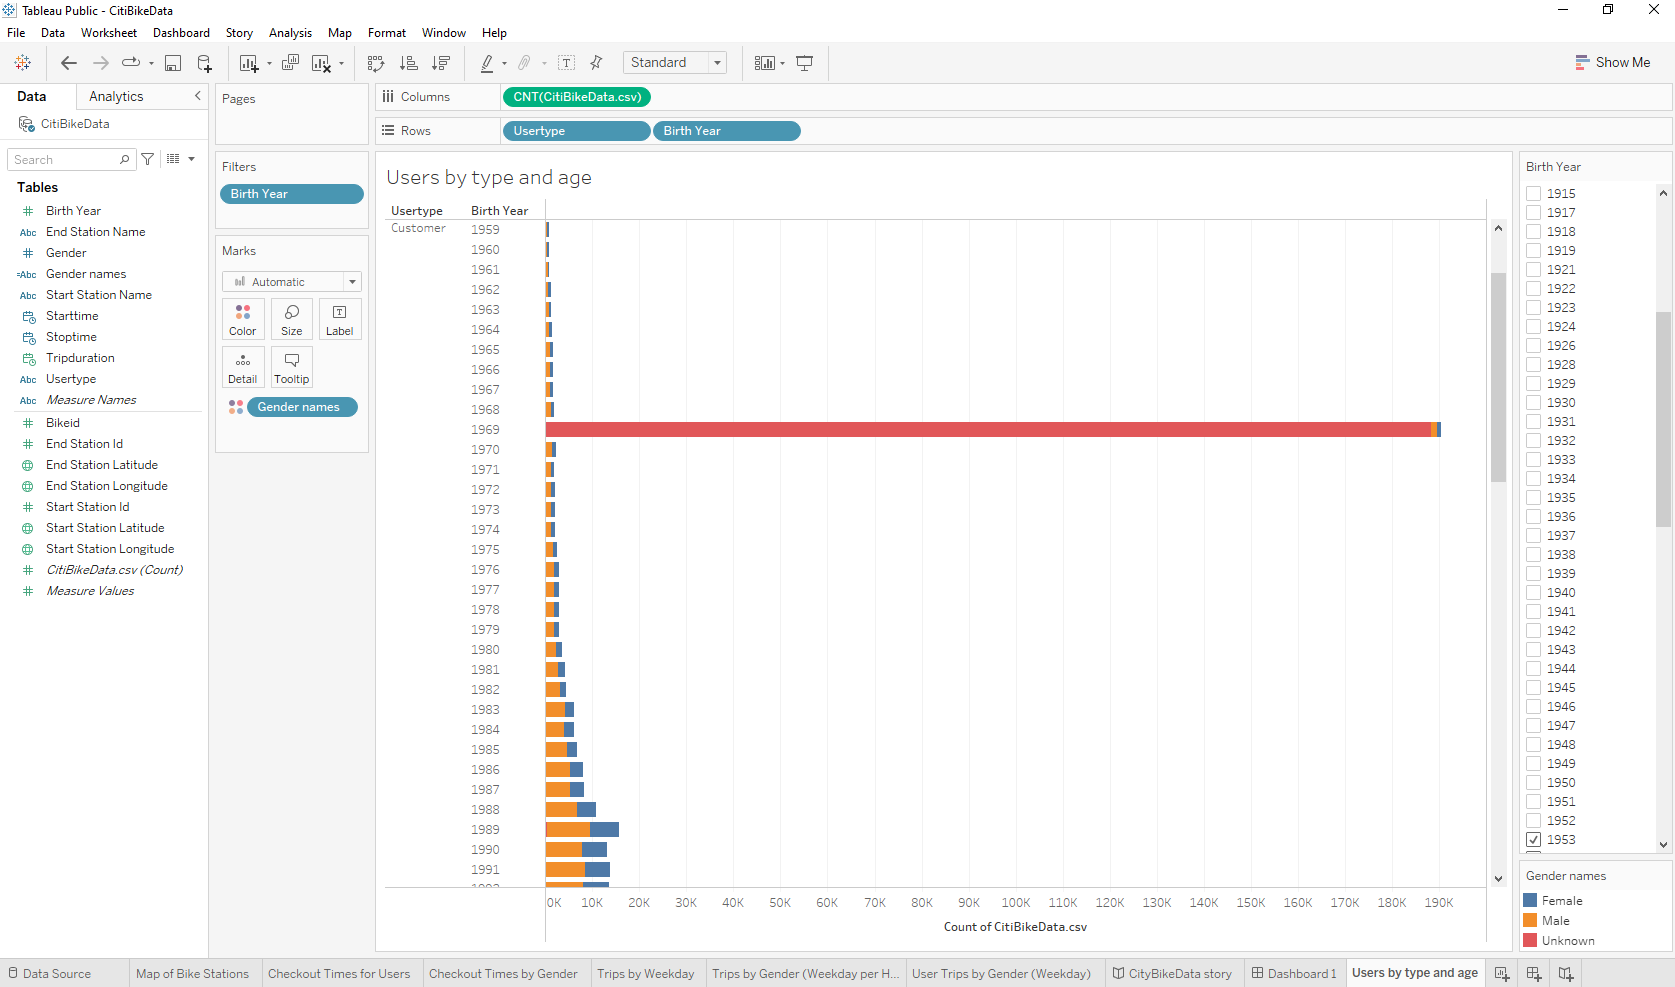 Tableau Public - CitiBikeData
File Data Worksheet Dashboard Story Analysis Map Format Window Help
Standard
Show Me
Data
Analytics
CitiBikeData
Search
Tables
Birth Year
Abc End Station Name
Gender
=Abc Gender names
Abc Start Station Name
Starttime
Stoptime
Tripduration
Abc Usertype
Abc Measure Names
Bikeid
End Station Id
End Station Latitude
End Station Longitude
Start Station Id
Start Station Latitude
Start Station Longitude
CitiBikeData.csv (Count)
Measure Values
Pages
Filters
Birth Year
Marks
Automatic
Color Size Label
Detail Tooltip
Gender names
Columns CNT(CitiBikeData.csv)
Rows Usertype Birth Year
Users by type and age
Usertype Birth Year
Customer 1959
1960
1961
1962
1963
1964
1965
1966
1967
1968
1969
1970
1971
1972
1973
1974
1975
1976
1977
1978
1979
1980
1981
1982
1983
1984
1985
1986
1987
1988
1989
1990
1991
0K 10K 20K 30K 40K 50K 60K 70K 80K 90K 100K 110K 120K 130K 140K 150K 160K 170K 180K 190K
Count of CitiBikeData.csv
Birth Year
1915
1917
1918
1919
1921
1922
1923
1924
1926
1928
1929
1930
1931
1932
1933
1934
1935
1936
1937
1938
1939
1940
1941
1942
1943
1944
1945
1946
1947
1948
1949
1950
1951
1952
1953
Gender names
Female
Male
Unknown
Data Source Map of Bike Stations Checkout Times for Users Checkout Times by Gender Trips by Weekday Trips by Gender (Weekday per H... User Trips by Gender (Weekday) CityBikeData story Dashboard 1 Users by type and age